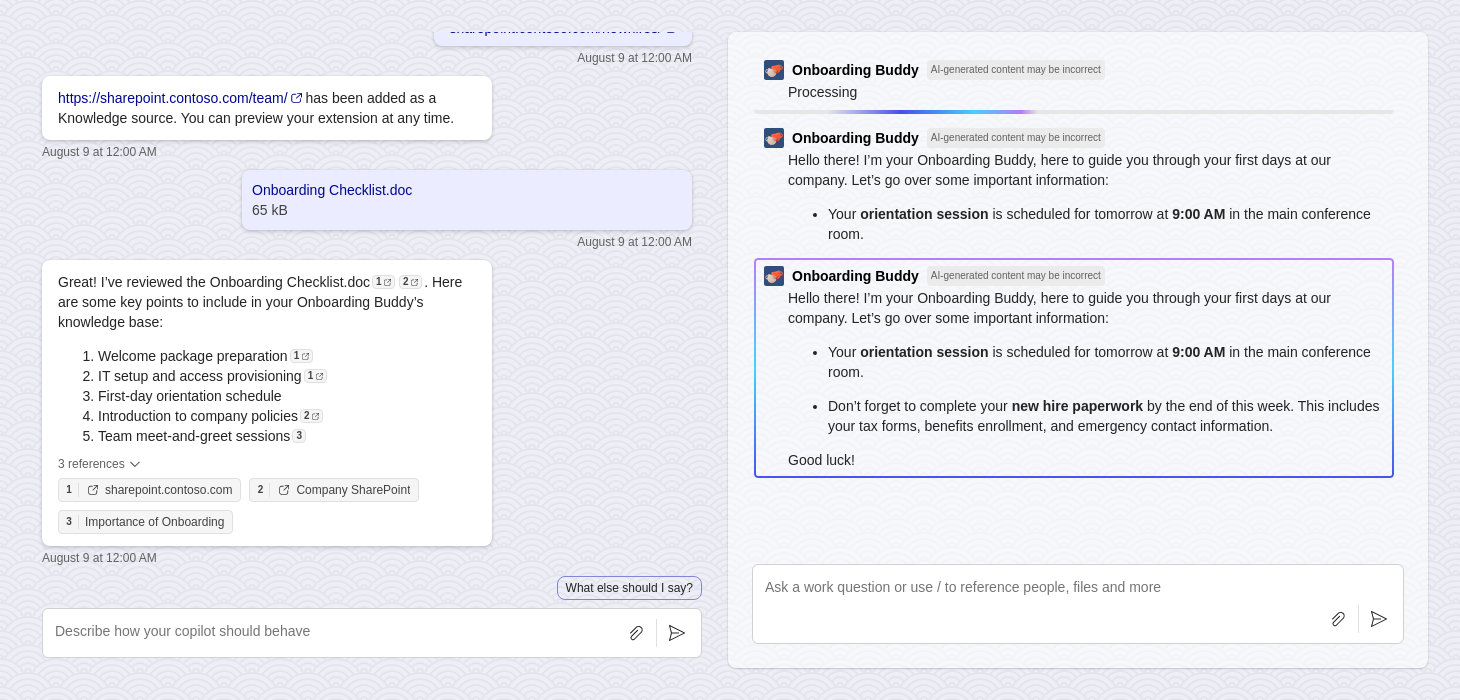 August 9 at 12:00 AM
https://sharepoint.contoso.com/team/ has been added as a
Knowledge source. You can preview your extension at any time.
August 9 at 12:00 AM
Onboarding Checklist.doc
65 kB
August 9 at 12:00 AM
Great! I’ve reviewed the Onboarding Checklist.doc 1 2 . Here
are some key points to include in your Onboarding Buddy’s
knowledge base:
1. Welcome package preparation 1
2. IT setup and access provisioning 1
3. First-day orientation schedule
4. Introduction to company policies 2
5. Team meet-and-greet sessions 3
3 references
1 sharepoint.contoso.com 2 Company SharePoint
3 Importance of Onboarding
August 9 at 12:00 AM
What else should I say?
Describe how your copilot should behave
Onboarding Buddy AI-generated content may be incorrect
Processing
Onboarding Buddy AI-generated content may be incorrect
Hello there! I’m your Onboarding Buddy, here to guide you through your first days at our
company. Let’s go over some important information:
• Your orientation session is scheduled for tomorrow at 9:00 AM in the main conference
room.
Onboarding Buddy AI-generated content may be incorrect
Hello there! I’m your Onboarding Buddy, here to guide you through your first days at our
company. Let’s go over some important information:
• Your orientation session is scheduled for tomorrow at 9:00 AM in the main conference
room.
• Don’t forget to complete your new hire paperwork by the end of this week. This includes
your tax forms, benefits enrollment, and emergency contact information.
Good luck!
Ask a work question or use / to reference people, files and more